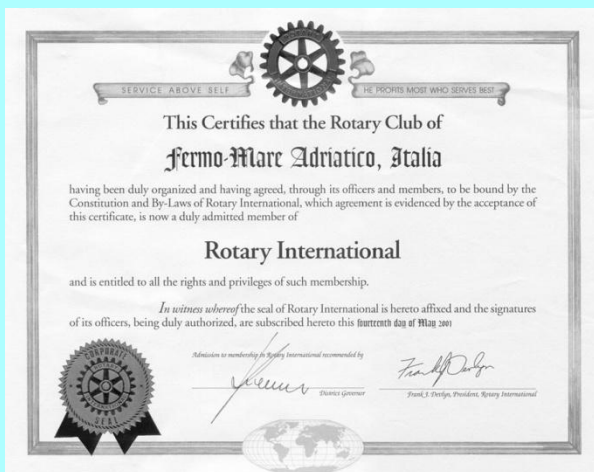 SERVICE ABOVE SELF
HE PROFITS MOST WHO SERVES BEST
This Certifies that the Rotary Club of
Fermo-Mare Adriatico, Italia
having been duly organized and having agreed, through its officers and members, to be bound by the
Constitution and By-Laws of Rotary International, which agreement is evidenced by the acceptance of
this certificate, is now a duly admitted member of
Rotary International
and is entitled to all the rights and privileges of such membership.
In witness whereof the seal of Rotary International is hereto affixed and the signatures
of its officers, being duly authorized, are subscribed hereto this fourteenth day of May 2001
Admission to membership in Rotary International recommended by
District Governor
Frank J. Devlyn, President, Rotary International
CORPORATE
SEAL